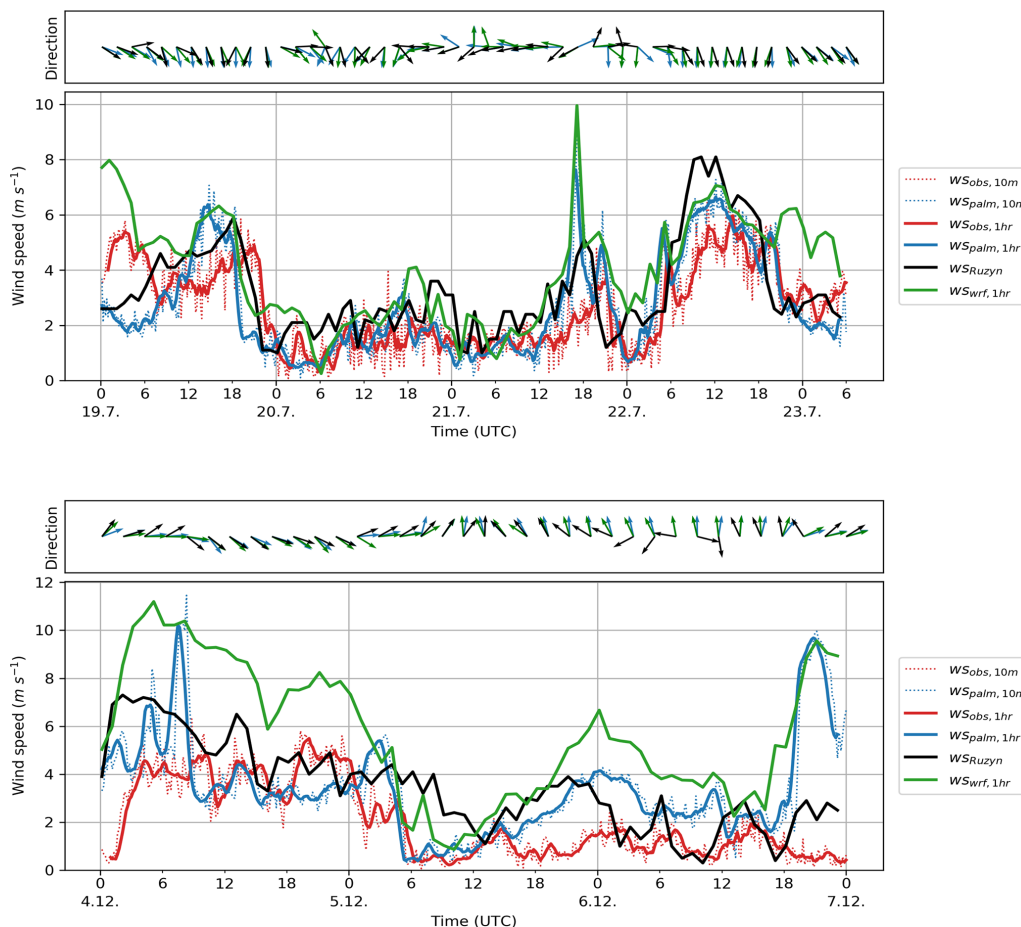 Direction
Wind speed (m s⁻¹)
10
8
6
4
2
0
0 6 12 18 0 6 12 18 0 6 12 18 0 6 12 18 0 6
19.7. 20.7. 21.7. 22.7. 23.7.
Time (UTC)
ws_obs, 10m
ws_palm, 10m
ws_obs, 1hr
ws_palm, 1hr
ws_Ruzyn
ws_wrf, 1hr
Direction
Wind speed (m s⁻¹)
12
10
8
6
4
2
0
0 6 12 18 0 6 12 18 0 6 12 18 0
4.12. 5.12. 6.12. 7.12.
Time (UTC)
ws_obs, 10m
ws_palm, 10m
ws_obs, 1hr
ws_palm, 1hr
ws_Ruzyn
ws_wrf, 1hr